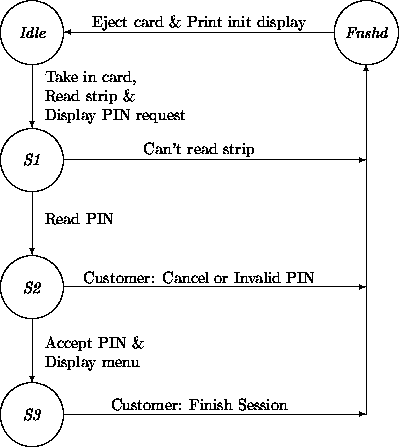 Idle
Eject card & Print init display
Fnshd
Take in card,
Read strip &
Display PIN request
S1
Can't read strip
Read PIN
S2
Customer: Cancel or Invalid PIN
Accept PIN &
Display menu
S3
Customer: Finish Session